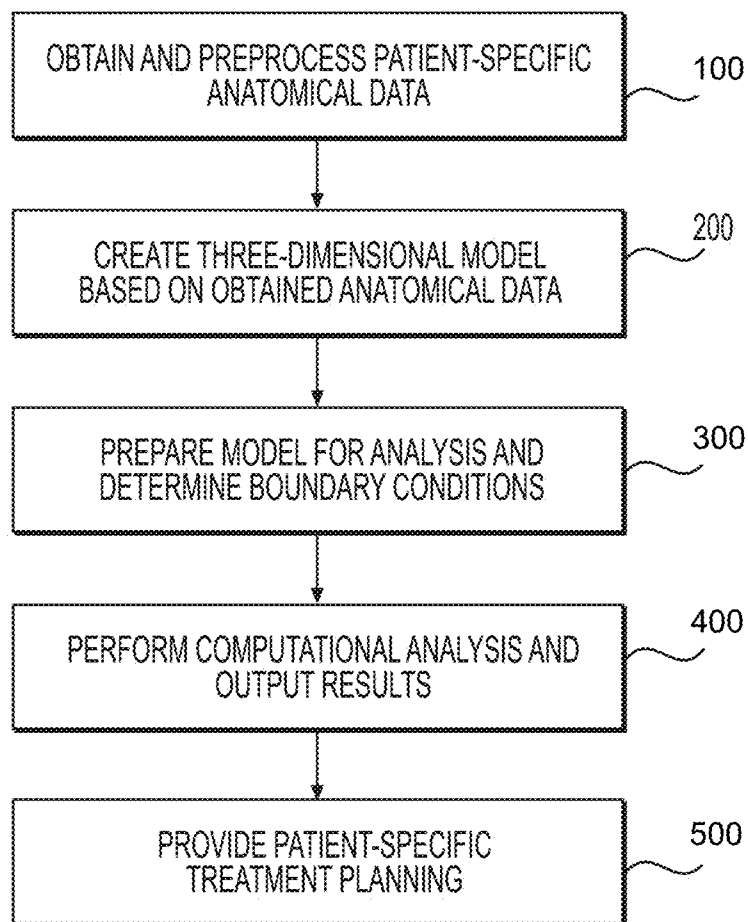 OBTAIN AND PREPROCESS PATIENT-SPECIFIC
ANATOMICAL DATA
100
CREATE THREE-DIMENSIONAL MODEL
BASED ON OBTAINED ANATOMICAL DATA
200
PREPARE MODEL FOR ANALYSIS AND
DETERMINE BOUNDARY CONDITIONS
300
PERFORM COMPUTATIONAL ANALYSIS AND
OUTPUT RESULTS
400
PROVIDE PATIENT-SPECIFIC
TREATMENT PLANNING
500